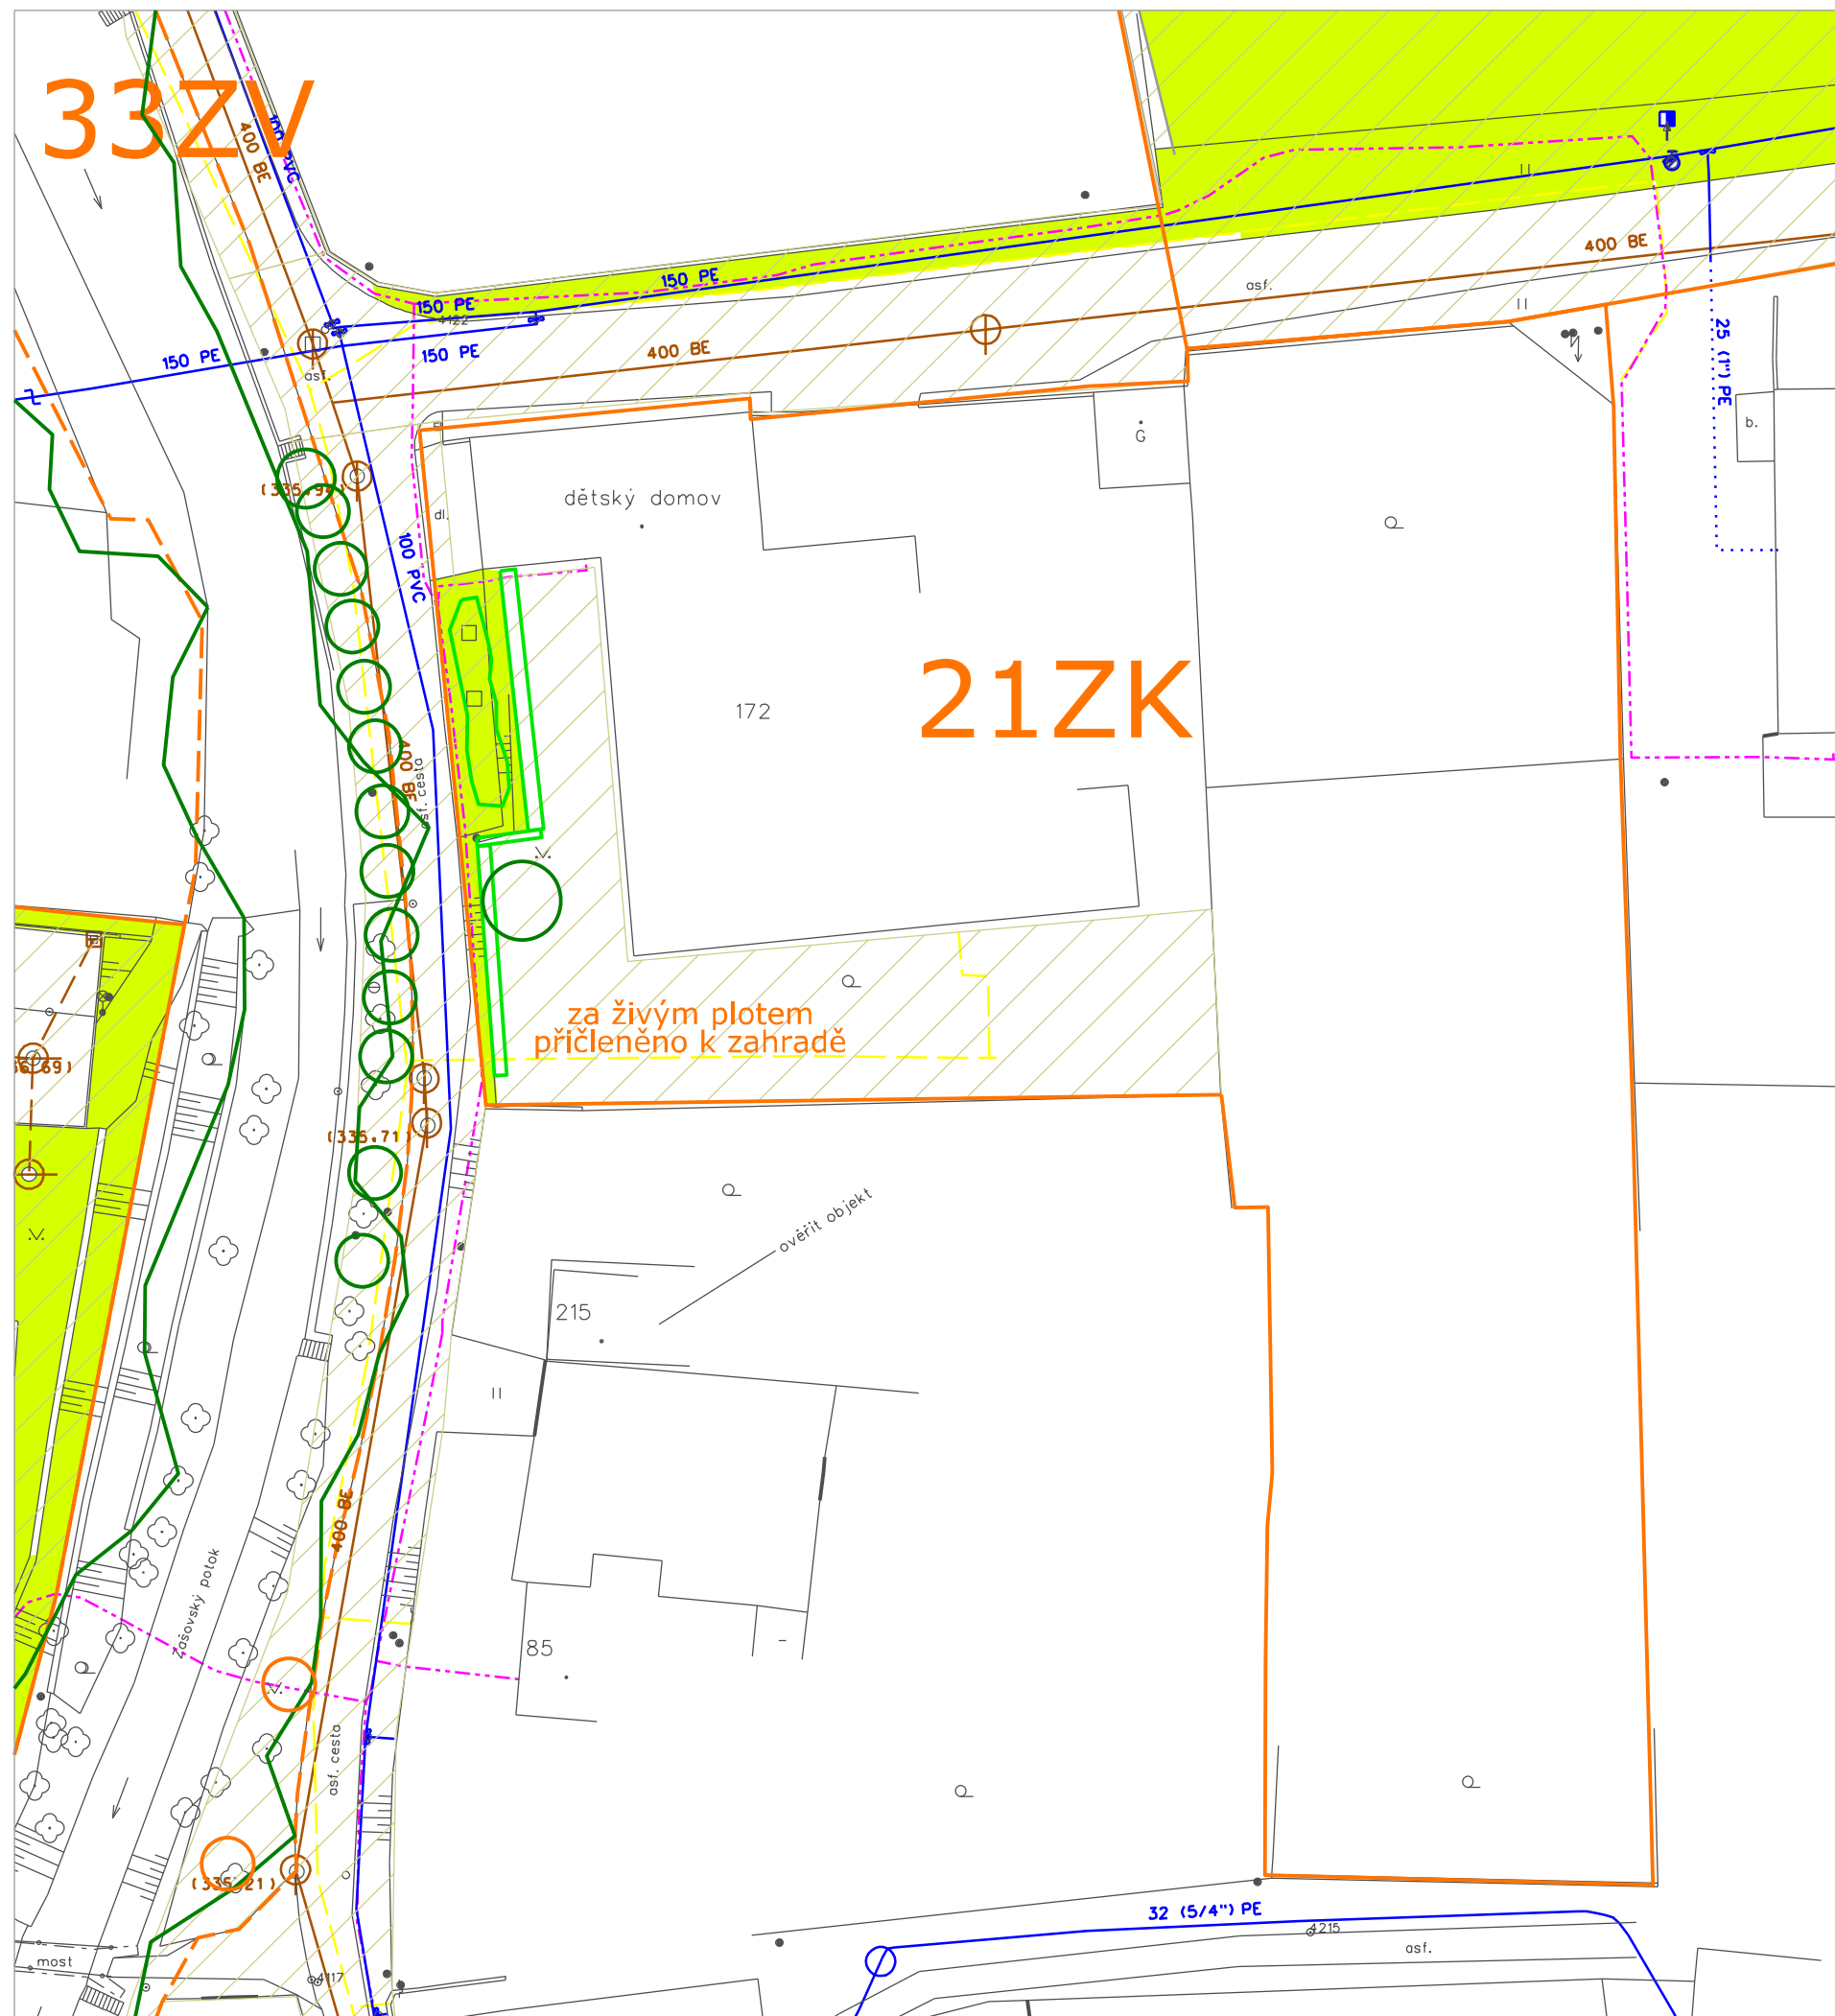 33ZV
400 BE
100 PVC
150 PE
150 PE
4122
150 PE
150 PE
400 BE
400 BE
asf.
asf.
25 (1") PE
b.
G
dětský domov
dl.
100 PVC
172
21ZK
400 BE
asf. cesta
za živým plotem
přičleněno k zahradě
(335.71)
ověřit objekt
215
400 BE
Zašovský potok
85
asf. cesta
(335.21)
32 (5/4") PE
4215
asf.
most
4117